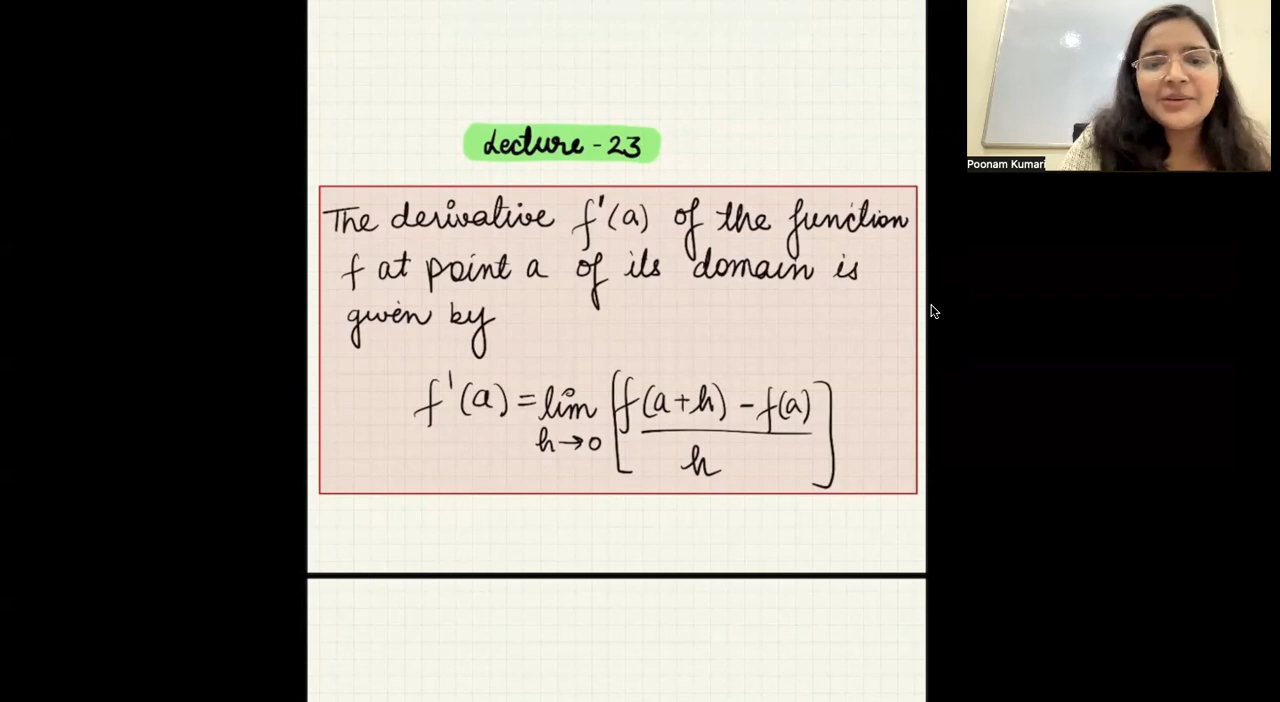 Lecture - 23
The derivative f'(a) of the function
f at point a of its domain is
given by
f'(a) = lim h→0 [f(a+h) - f(a) / h]
Poonam Kumari